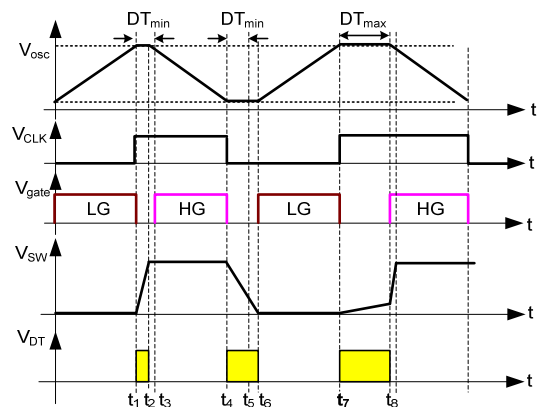 DTmin DTmin DTmax
Vosc
t
VCLK
t
Vgate
LG HG LG HG
t
VSW
t
VDT
t
t1 t2 t3 t4 t5 t6 t7 t8